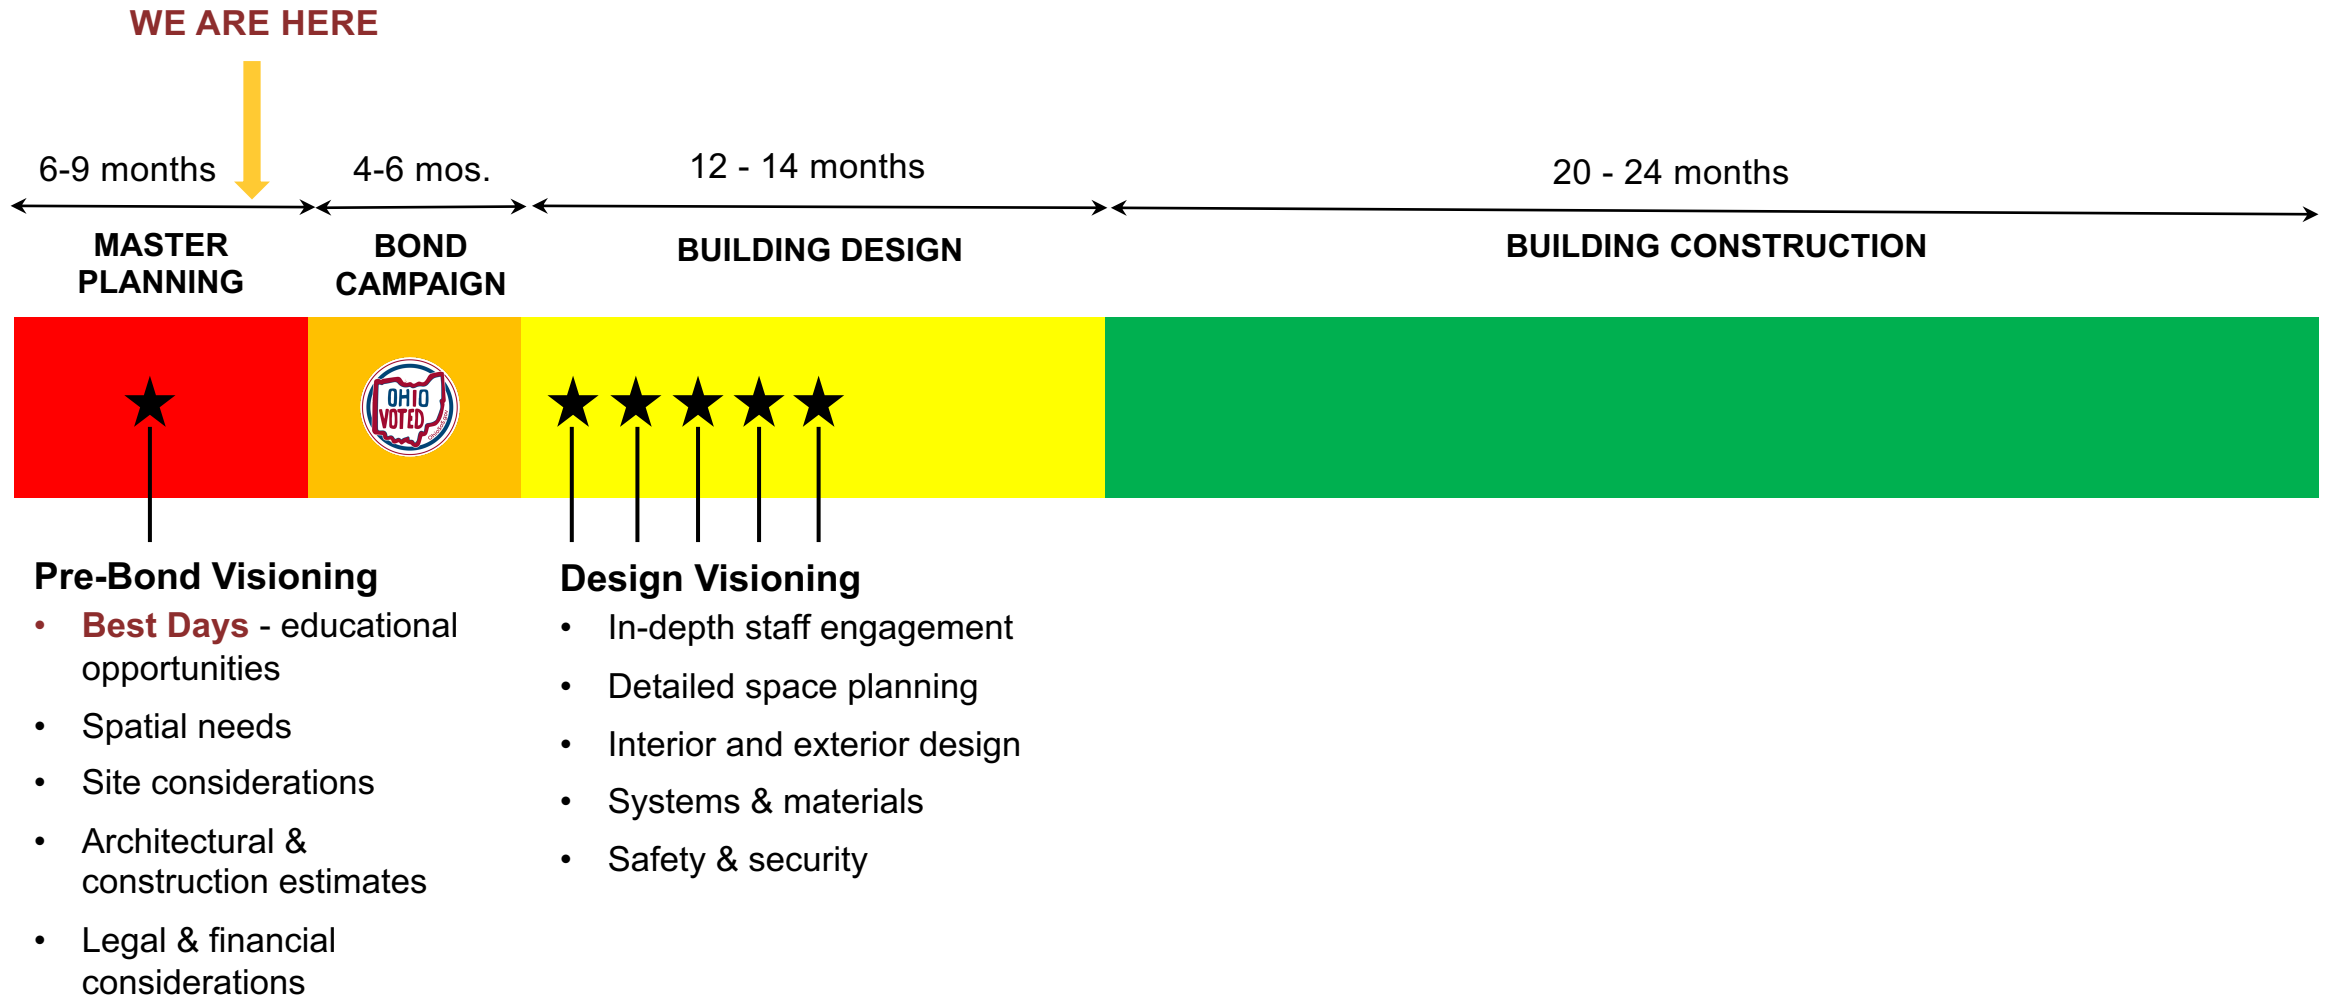 WE ARE HERE
6-9 months
4-6 mos.
12 - 14 months
20 - 24 months
MASTER
PLANNING
BOND
CAMPAIGN
BUILDING DESIGN
BUILDING CONSTRUCTION
OHIO
VOTED
Pre-Bond Visioning
• Best Days - educational
opportunities
• Spatial needs
• Site considerations
• Architectural &
construction estimates
• Legal & financial
considerations
Design Visioning
• In-depth staff engagement
• Detailed space planning
• Interior and exterior design
• Systems & materials
• Safety & security